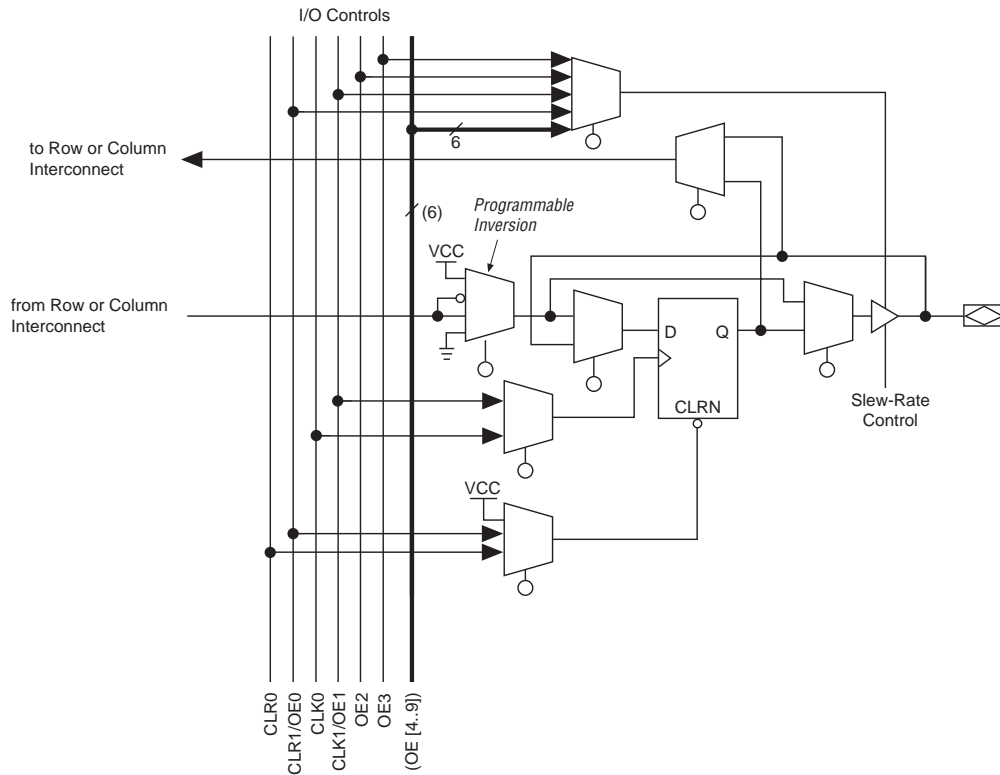 I/O Controls
6
to Row or Column
Interconnect
(6)
Programmable
Inversion
VCC
from Row or Column
Interconnect
D
Q
CLRN
Slew-Rate
Control
VCC
CLR0
CLR1/OE0
CLK0
CLK1/OE1
OE2
OE3
(OE [4..9])